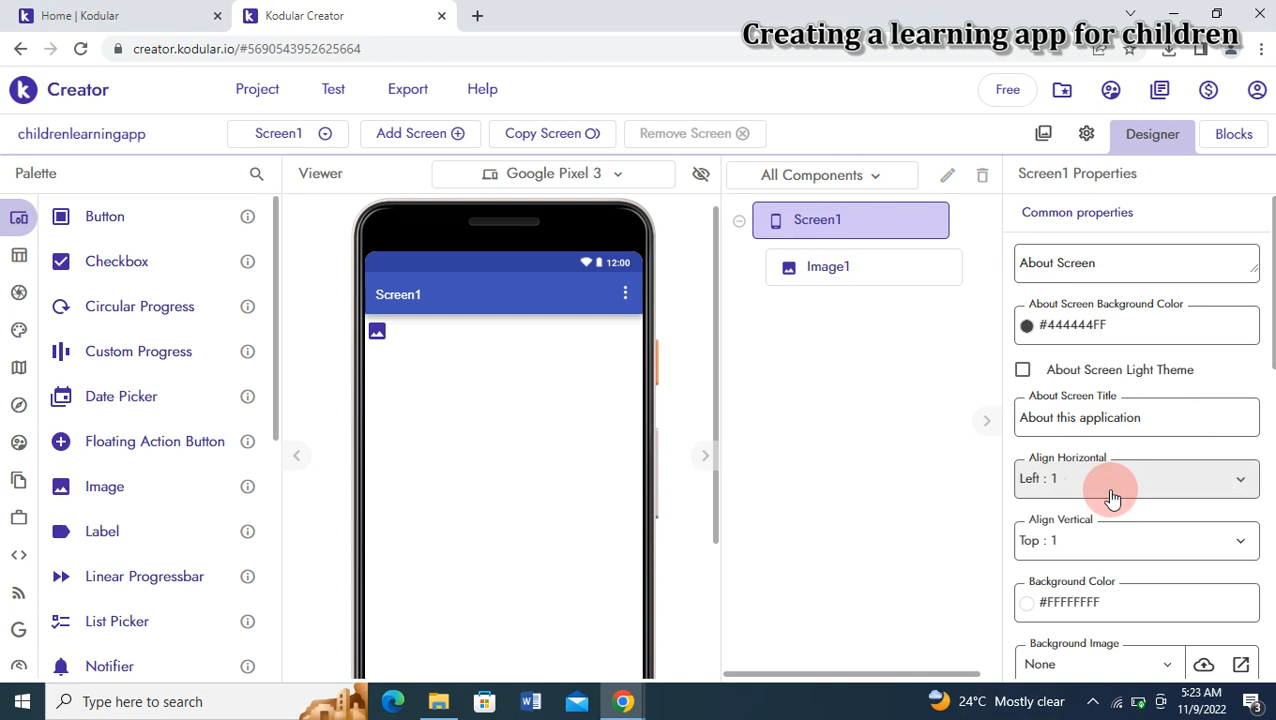 Home | Kodular
Kodular Creator
Creating a learning app for children
creator.kodular.io/#5690543952625664
Creator
Project
Test
Export
Help
Free
childrenlearningapp
Screen1
Add Screen
Copy Screen
Remove Screen
Designer
Blocks
Palette
Viewer
Google Pixel 3
All Components
Screen1 Properties
Button
Checkbox
Circular Progress
Custom Progress
Date Picker
Floating Action Button
Image
Label
Linear Progressbar
List Picker
Notifier
12:00
Screen1
Screen1
Image1
Common properties
About Screen
About Screen Background Color
#444444FF
About Screen Light Theme
About Screen Title
About this application
Align Horizontal
Left : 1
Align Vertical
Top : 1
Background Color
#FFFFFFFF
Background Image
None
Type here to search
24°C Mostly clear
5:23 AM
11/9/2022
3